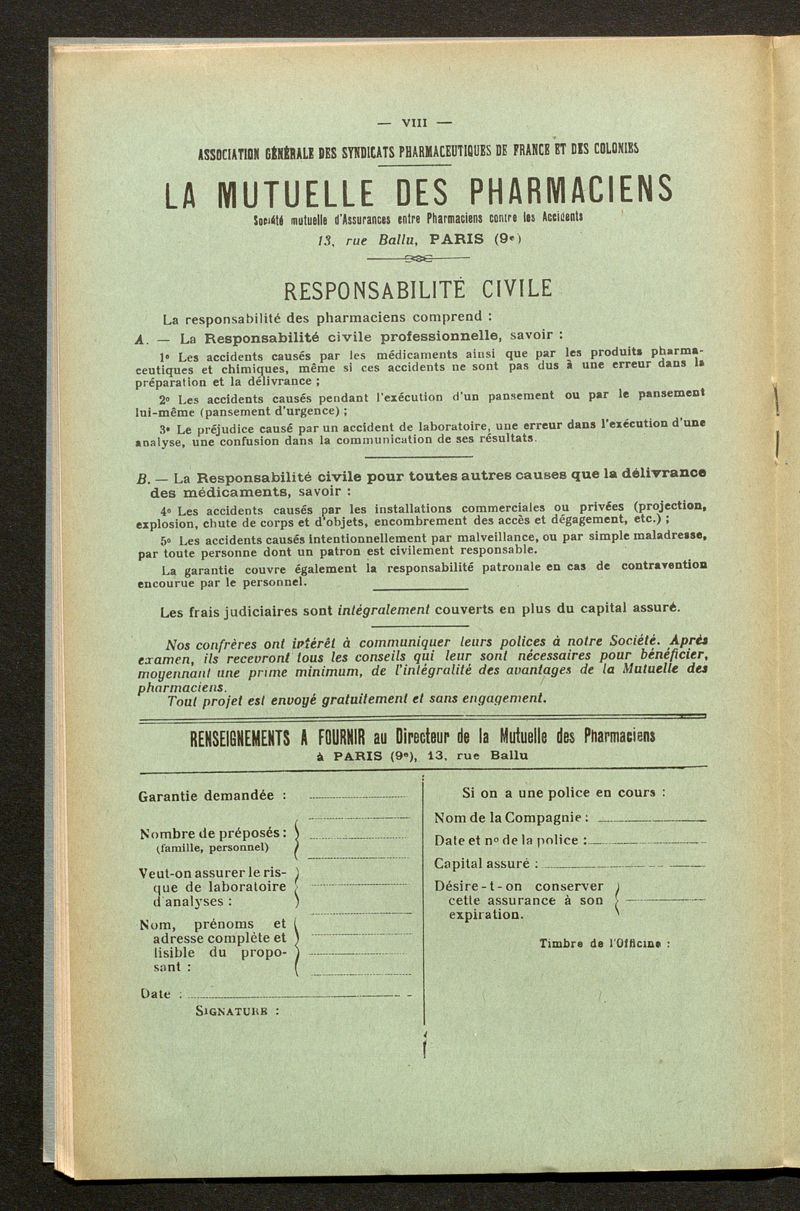 — VIII —
ASSOCIATION GÉNÉRALE DES SYNDICATS PHARMACEUTIQUES DE FRANCE ET DES COLONIES
LA MUTUELLE DES PHARMACIENS
Société mutuelle d'Assurances entre Pharmaciens contre les Accidents
13, rue Ballu, PARIS (9e)
RESPONSABILITÉ CIVILE
La responsabilité des pharmaciens comprend :
A. — La Responsabilité civile professionnelle, savoir :
1º Les accidents causés par les médicaments ainsi que par les produits pharma-
ceutiques et chimiques, même si ces accidents ne sont pas dus à une erreur dans la
préparation et la délivrance ;
2º Les accidents causés pendant l'exécution d'un pansement ou par le pansement
lui-même (pansement d'urgence) ;
3º Le préjudice causé par un accident de laboratoire, une erreur dans l'exécution d'une
analyse, une confusion dans la communication de ses résultats.
B. — La Responsabilité civile pour toutes autres causes que la délivrance
des médicaments, savoir :
4º Les accidents causés par les installations commerciales ou privées (projection,
explosion, chute de corps et d'objets, encombrement des accès et dégagement, etc.) ;
5º Les accidents causés intentionnellement par malveillance, ou par simple maladresse,
par toute personne dont un patron est civilement responsable.
La garantie couvre également la responsabilité patronale en cas de contravention
encourue par le personnel.
Les frais judiciaires sont intégralement couverts en plus du capital assuré.
Nos confrères ont intérêt à communiquer leurs polices à notre Société. Après
examen, ils recevront tous les conseils qui leur sont nécessaires pour bénéficier,
moyennant une prime minimum, de l'intégralité des avantages de la Mutuelle des
pharmaciens.
Tout projet est envoyé gratuitement et sans engagement.
RENSEIGNEMENTS A FOURNIR au Directeur de la Mutuelle des Pharmaciens
à PARIS (9e), 13, rue Ballu
Garantie demandée :
Nombre de préposés :
(famille, personnel)
Veut-on assurer le ris-
que de laboratoire
d'analyses :
Nom, prénoms et
adresse complète et
lisible du propo-
sant :
Date :
SIGNATURE :
Si on a une police en cours :
Nom de la Compagnie :
Date et nº de la police :
Capital assuré :
Désire-t-on conserver
cette assurance à son
expiration.
Timbre de l'Officine :